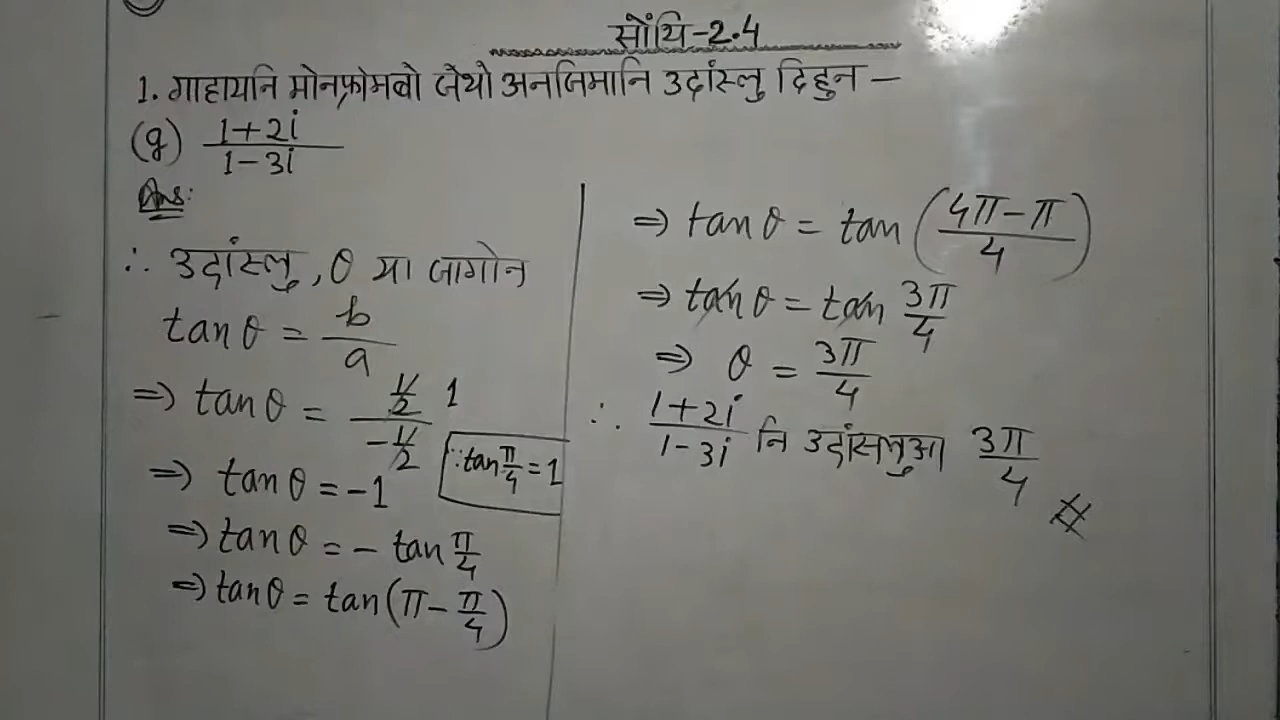 सोंथि-2.4
1. गाहायनि मोनफ्रोमबो जेथो अनजिमानि उदांस्लु दिहुन —
(g) 1+2i / 1-3i
Ans:
∴ उदांस्लु, θ या जागोन
tan θ = b/a
⇒ tan θ = (1/2) / (-1/2) 1
⇒ tan θ = -1
∵ tan π/4 = 1
⇒ tan θ = - tan π/4
⇒ tan θ = tan(π - π/4)
⇒ tan θ = tan (4π-π / 4)
⇒ tan θ = tan 3π/4
⇒ θ = 3π/4
∴ 1+2i / 1-3i नि उदांस्लुआ 3π/4